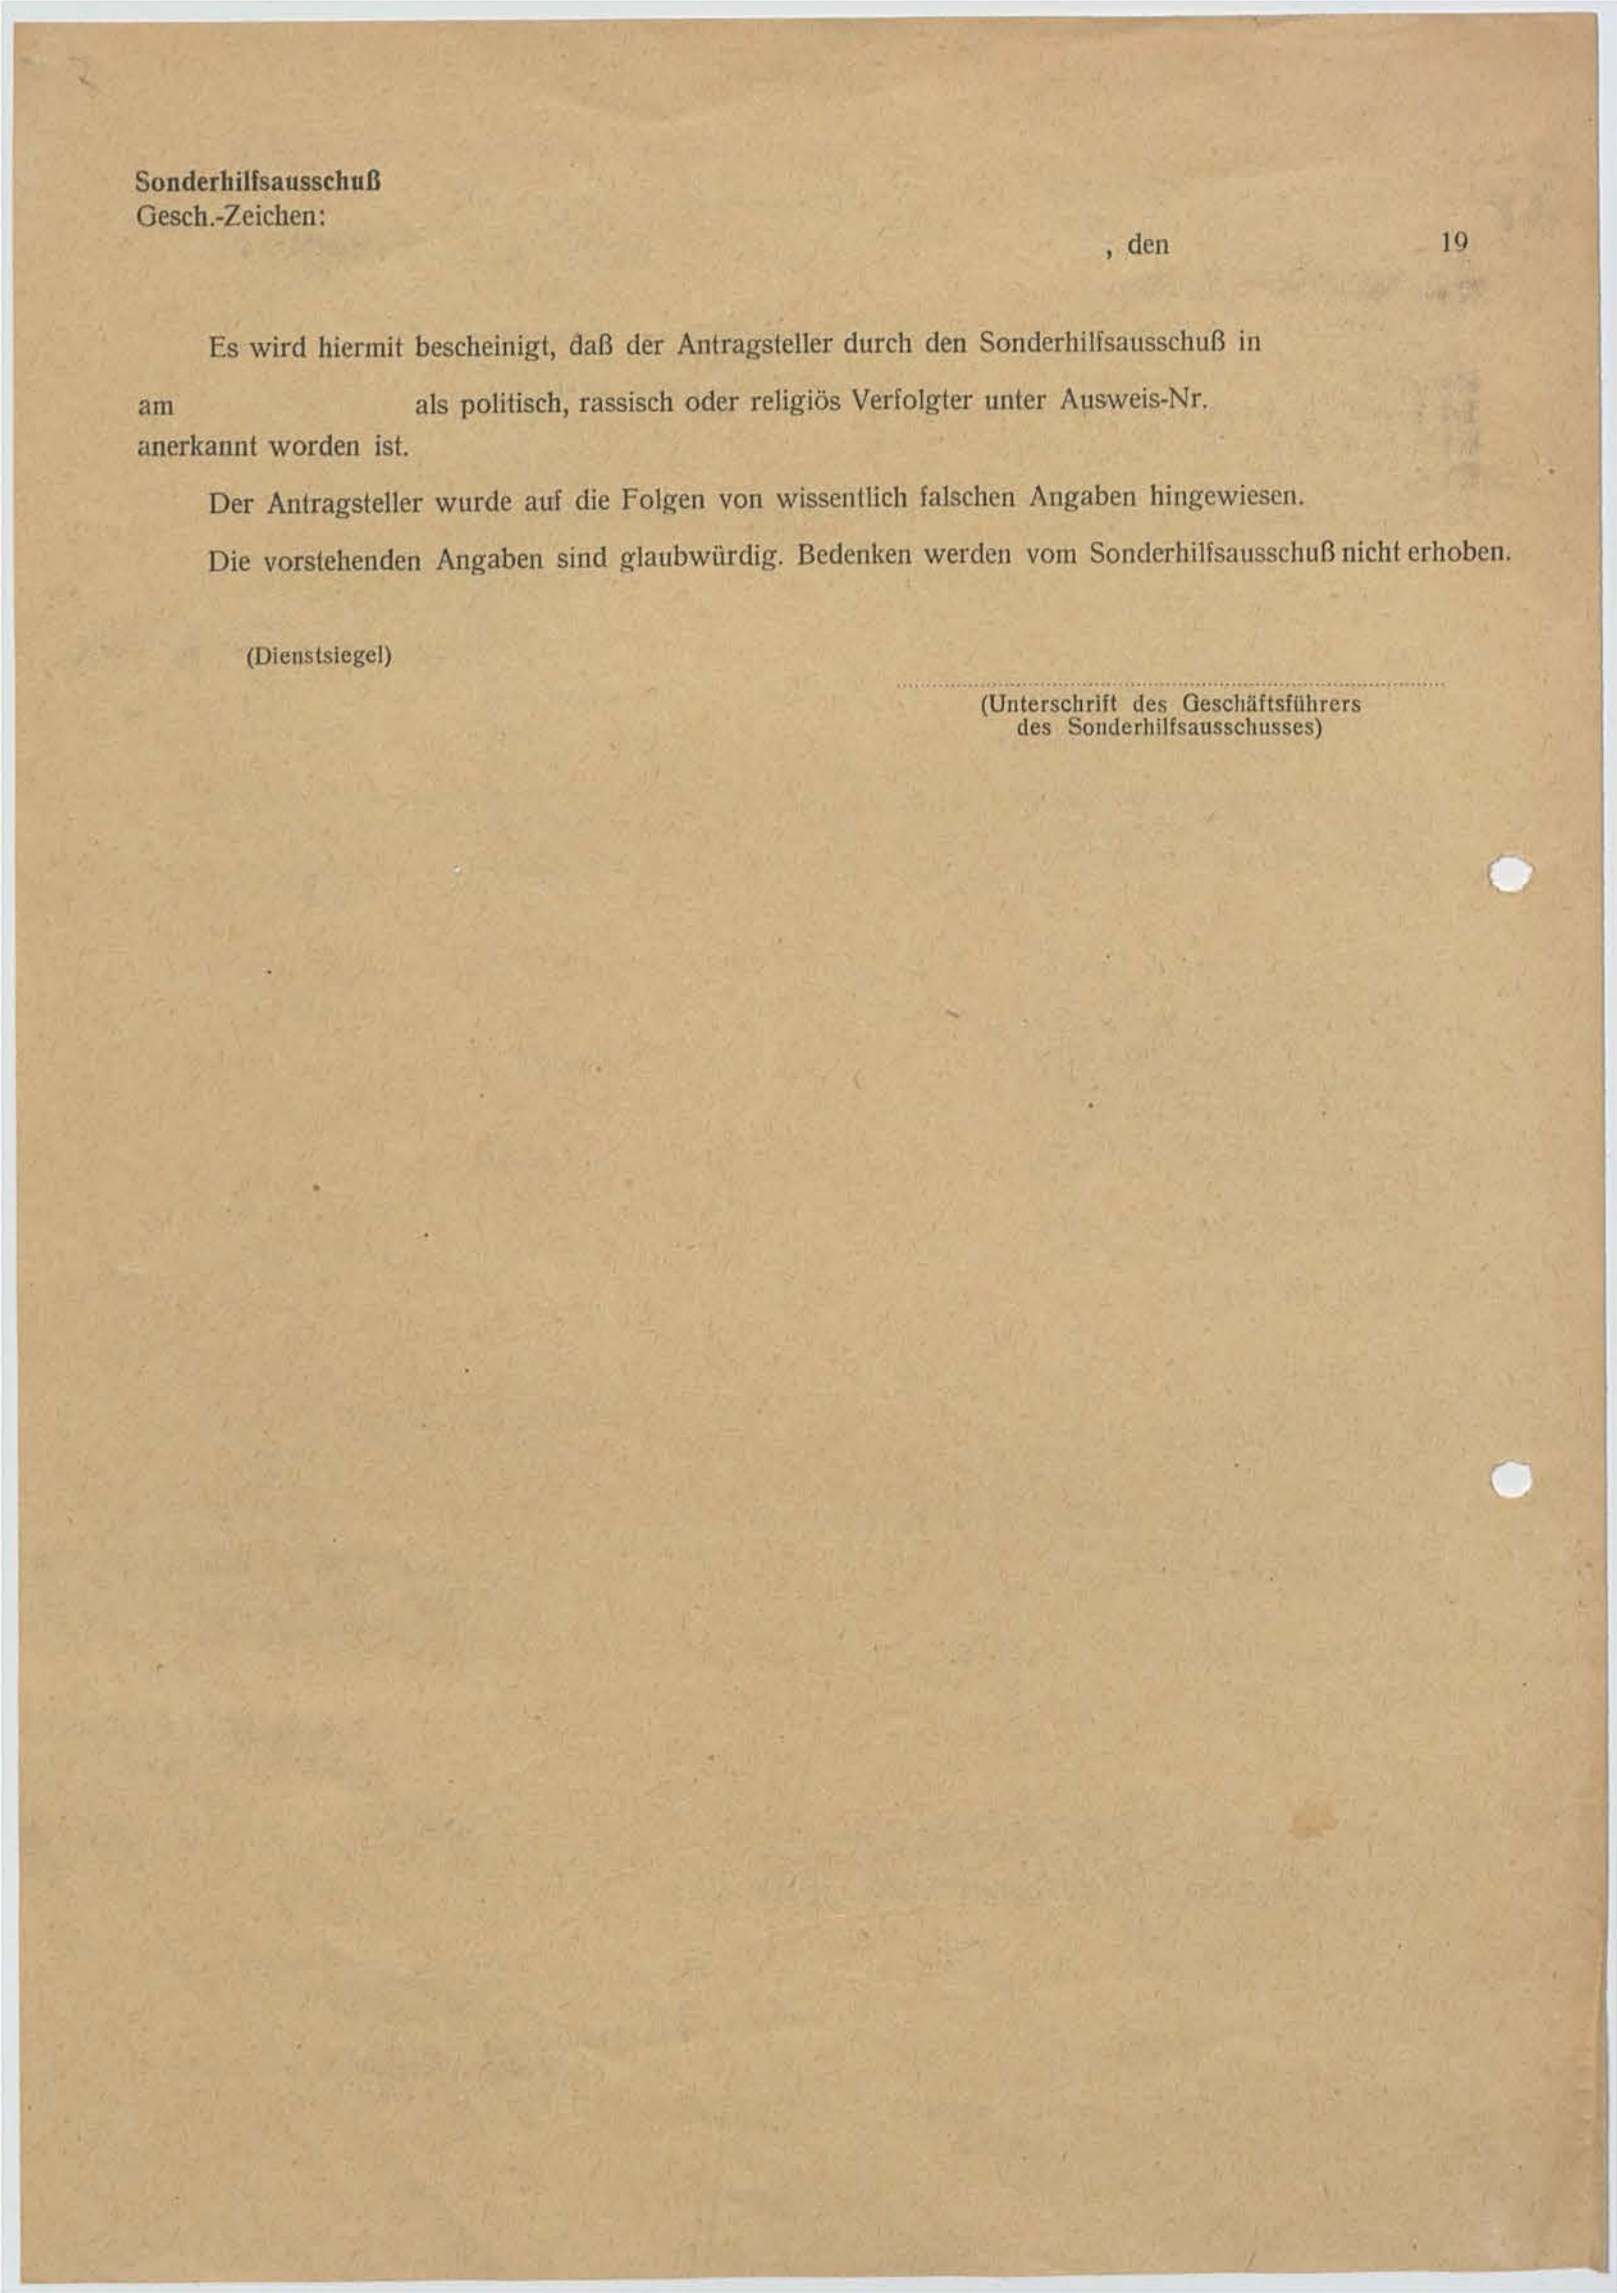 Sonderhilfsausschuß
Gesch.-Zeichen:
, den 19
Es wird hiermit bescheinigt, daß der Antragsteller durch den Sonderhilfsausschuß in
am als politisch, rassisch oder religiös Verfolgter unter Ausweis-Nr.
anerkannt worden ist.
Der Antragsteller wurde auf die Folgen von wissentlich falschen Angaben hingewiesen.
Die vorstehenden Angaben sind glaubwürdig. Bedenken werden vom Sonderhilfsausschuß nicht erhoben.
(Dienstsiegel)
(Unterschrift des Geschäftsführers
des Sonderhilfsausschusses)